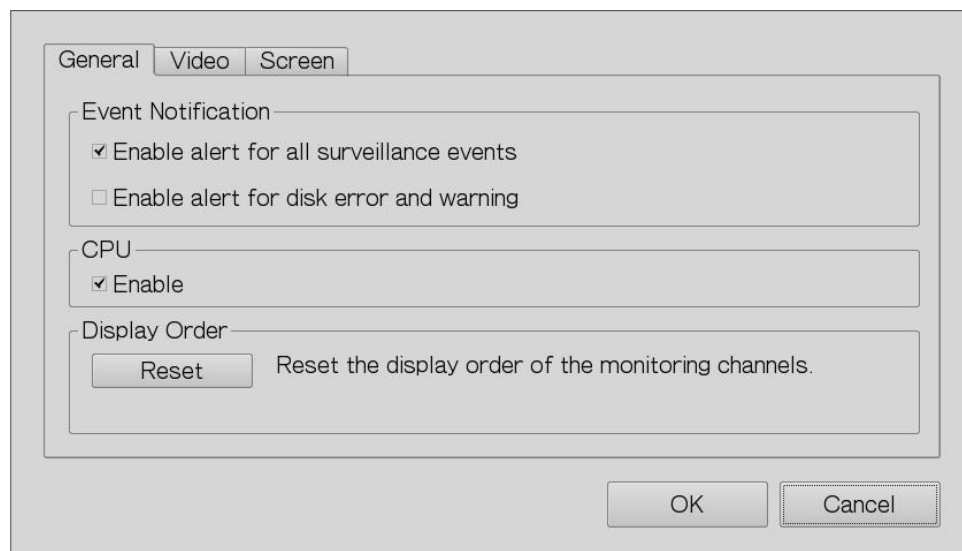 General Video Screen
Event Notification
Enable alert for all surveillance events
Enable alert for disk error and warning
CPU
Enable
Display Order
Reset Reset the display order of the monitoring channels.
OK Cancel